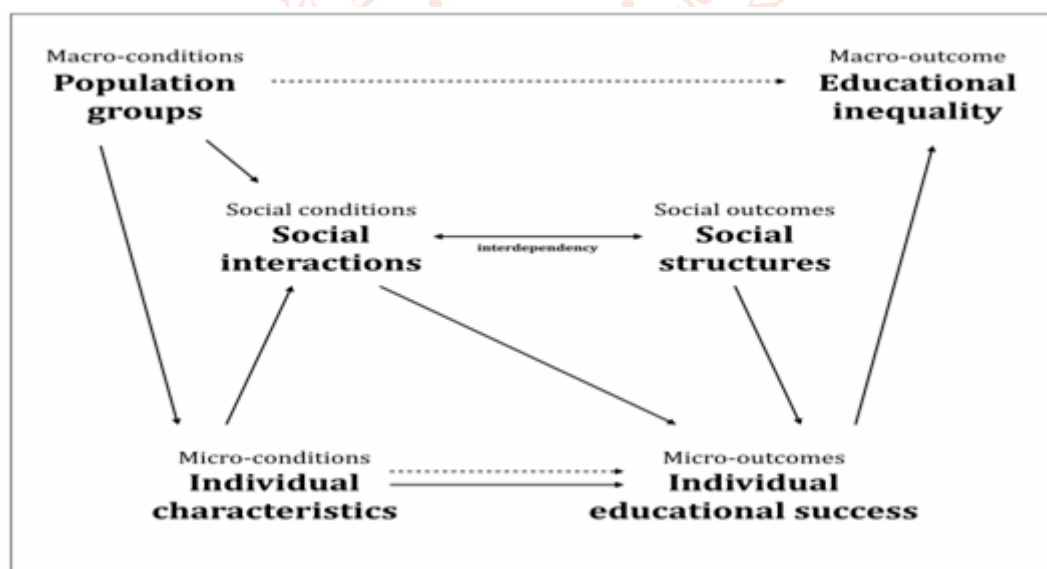 Macro-conditions
Population
groups
Macro-outcome
Educational
inequality
Social conditions
Social
interactions
interdependency
Social outcomes
Social
structures
Micro-conditions
Individual
characteristics
Micro-outcomes
Individual
educational success